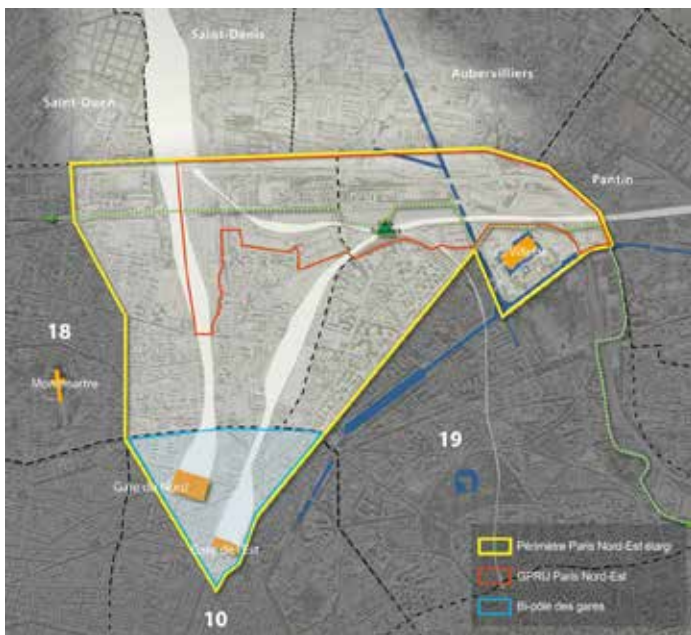 Saint-Denis
Aubervilliers
Saint-Ouen
Pantin
Villette
18
Montmartre
19
Gare du Nord
Gare de l'Est
10
Périmètre Paris Nord-Est élargi
GPRU Paris Nord-Est
Bi-pôle des gares